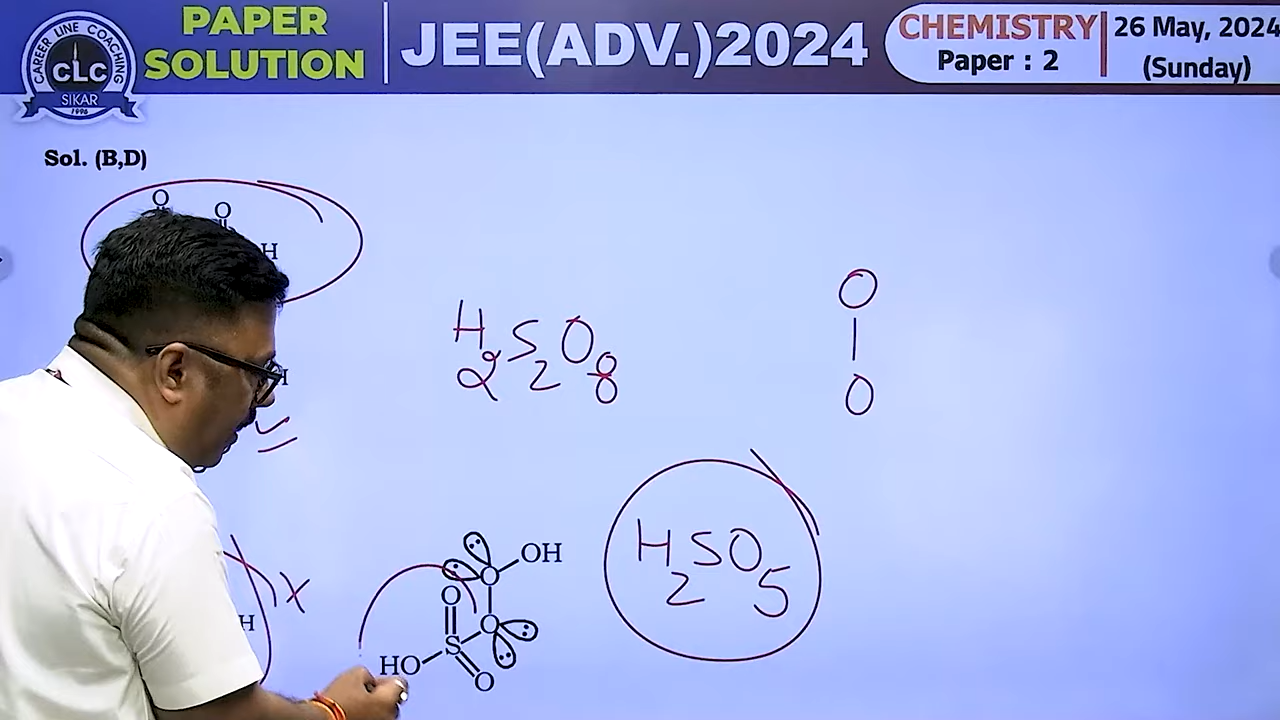 CAREER LINE COACHING
CLC
SIKAR
1996
PAPER
SOLUTION
JEE(ADV.)2024
CHEMISTRY
Paper : 2
26 May, 2024
(Sunday)
Sol. (B,D)
O
O
H
H
H2S2O8
O
O
H
X
O
OH
O
O
S
HO
O
H2SO5